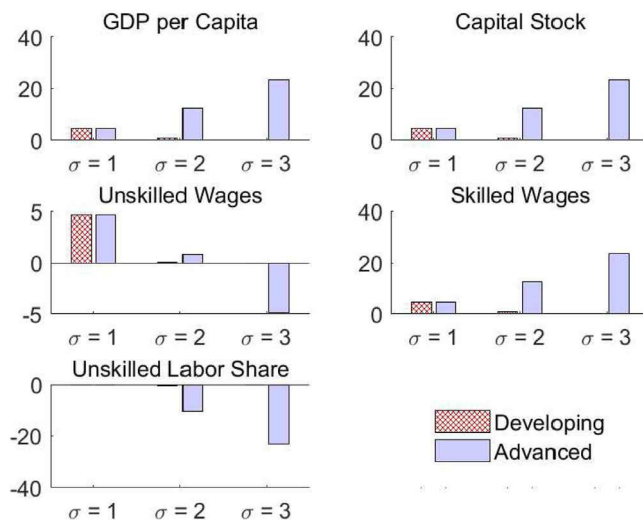 GDP per Capita
40
20
0
σ = 1 σ = 2 σ = 3
Capital Stock
40
20
0
σ = 1 σ = 2 σ = 3
Unskilled Wages
5
0
-5
σ = 1 σ = 2 σ = 3
Skilled Wages
40
20
0
σ = 1 σ = 2 σ = 3
Unskilled Labor Share
0
-20
-40
σ = 1 σ = 2 σ = 3
Developing
Advanced